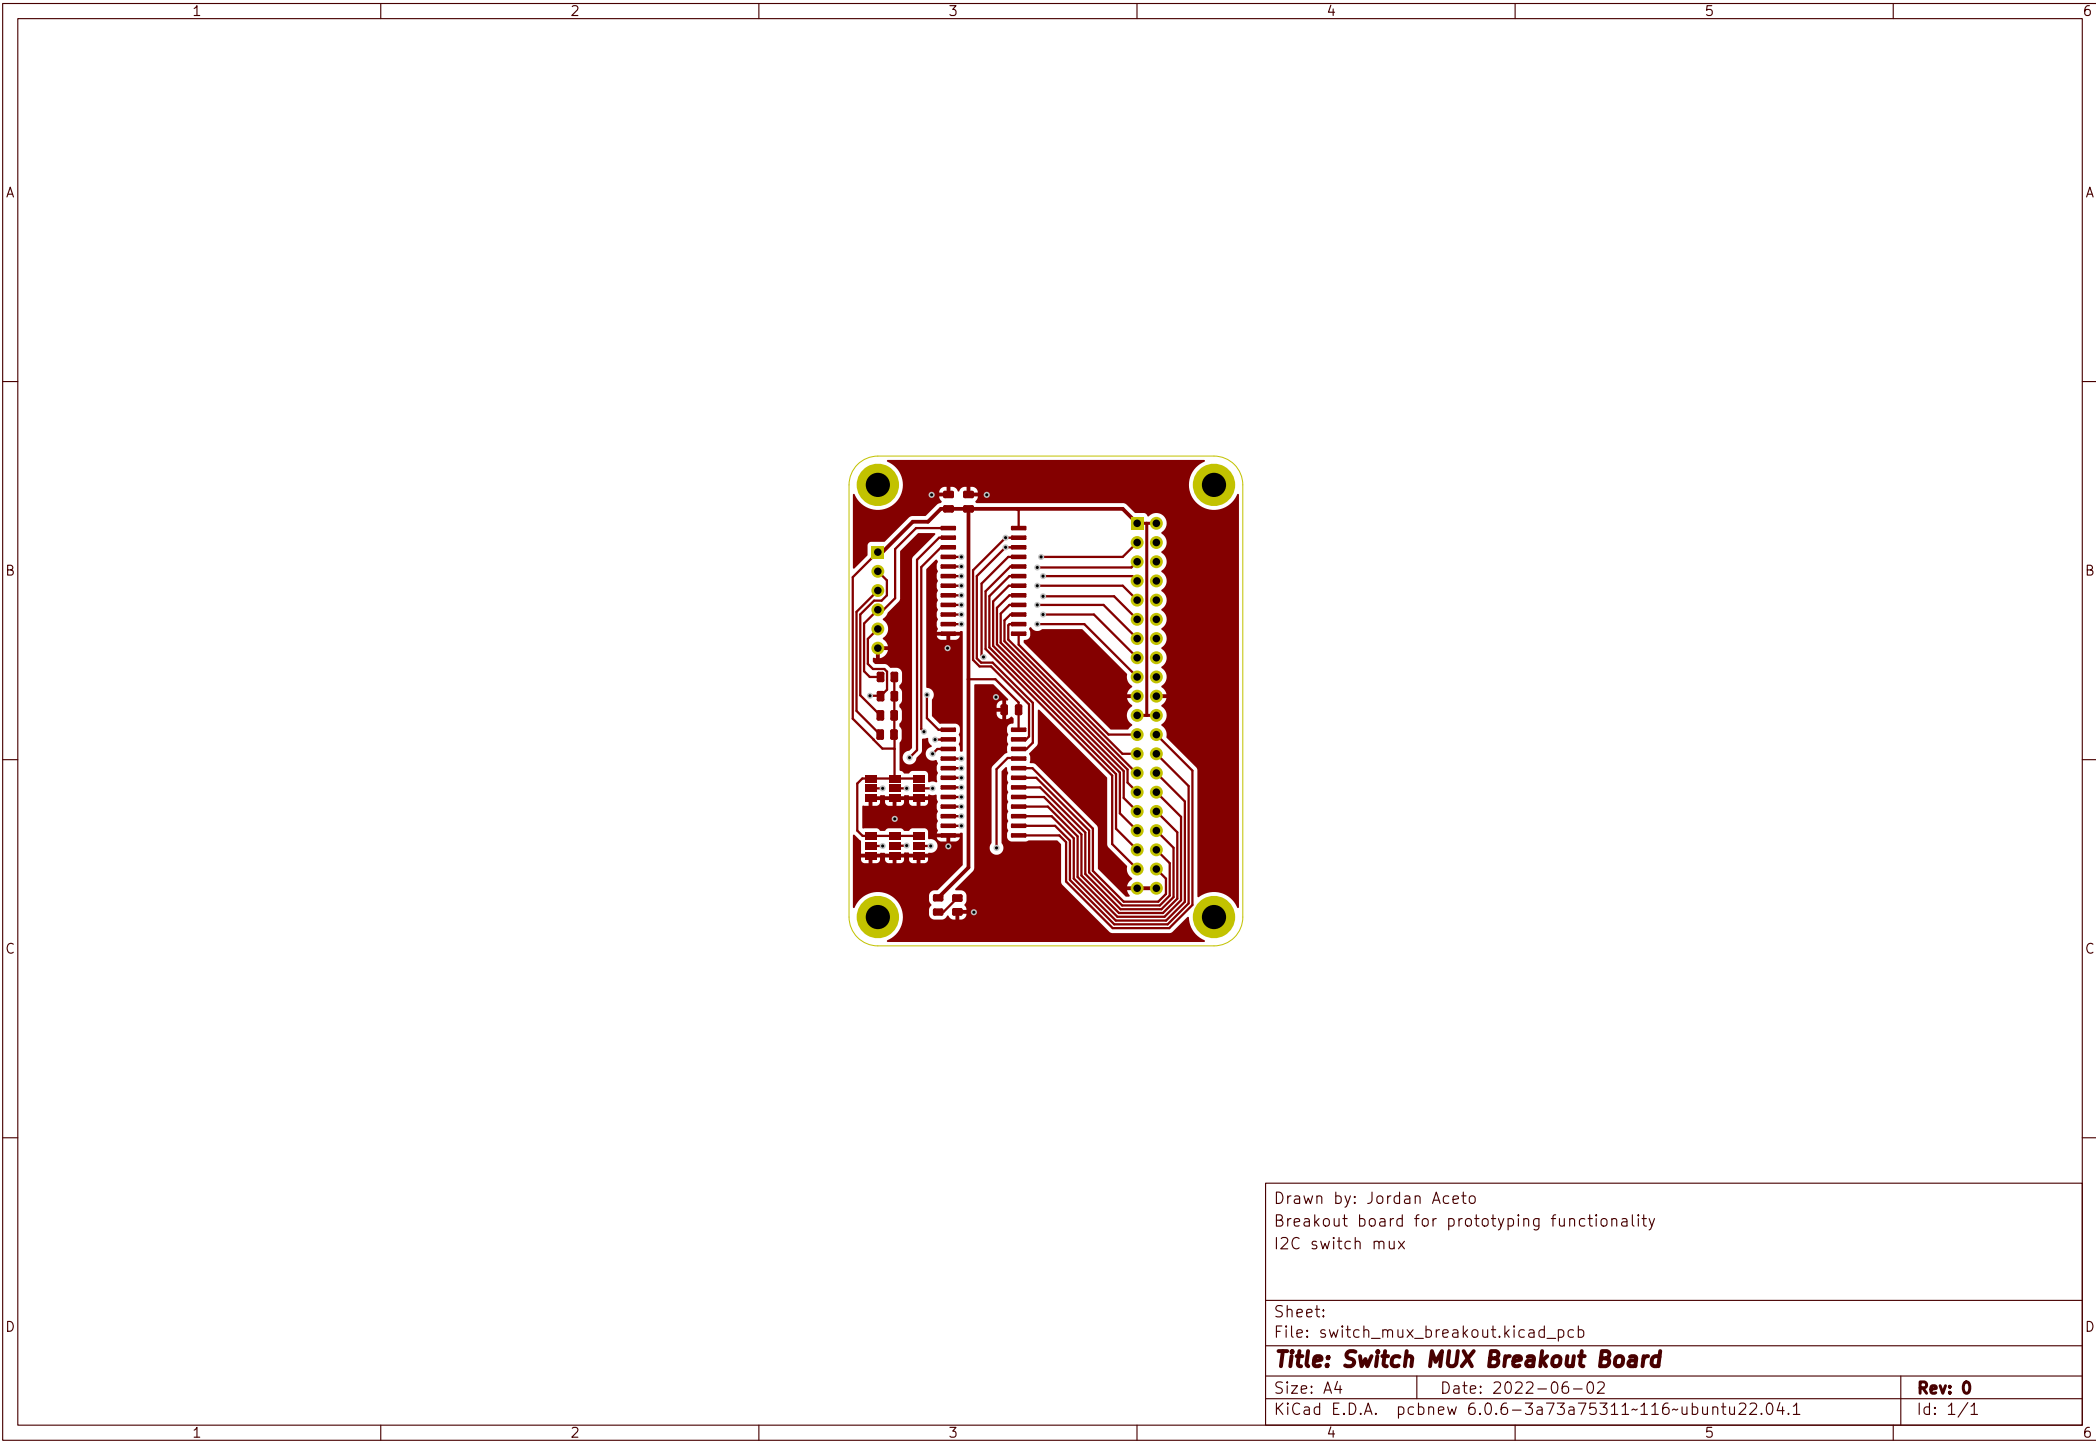 1 2 3 4 5 6
A A
B B
C C
D D
Drawn by: Jordan Aceto
Breakout board for prototyping functionality
I2C switch mux
Sheet:
File: switch_mux_breakout.kicad_pcb
Title: Switch MUX Breakout Board
Size: A4 Date: 2022-06-02 Rev: 0
KiCad E.D.A. pcbnew 6.0.6-3a73a75311~116~ubuntu22.04.1 Id: 1/1
1 2 3 4 5 6